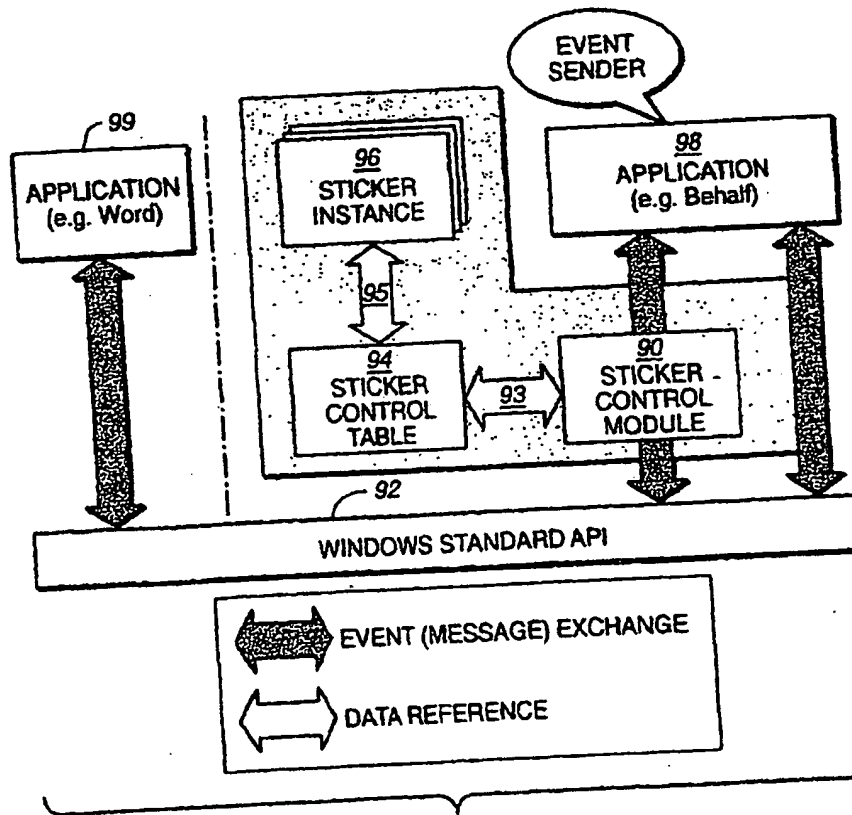 EVENT
SENDER
99
APPLICATION
(e.g. Word)
96
STICKER
INSTANCE
98
APPLICATION
(e.g. Behalf)
95
94
STICKER
CONTROL
TABLE
93
90
STICKER
CONTROL
MODULE
92
WINDOWS STANDARD API
EVENT (MESSAGE) EXCHANGE
DATA REFERENCE